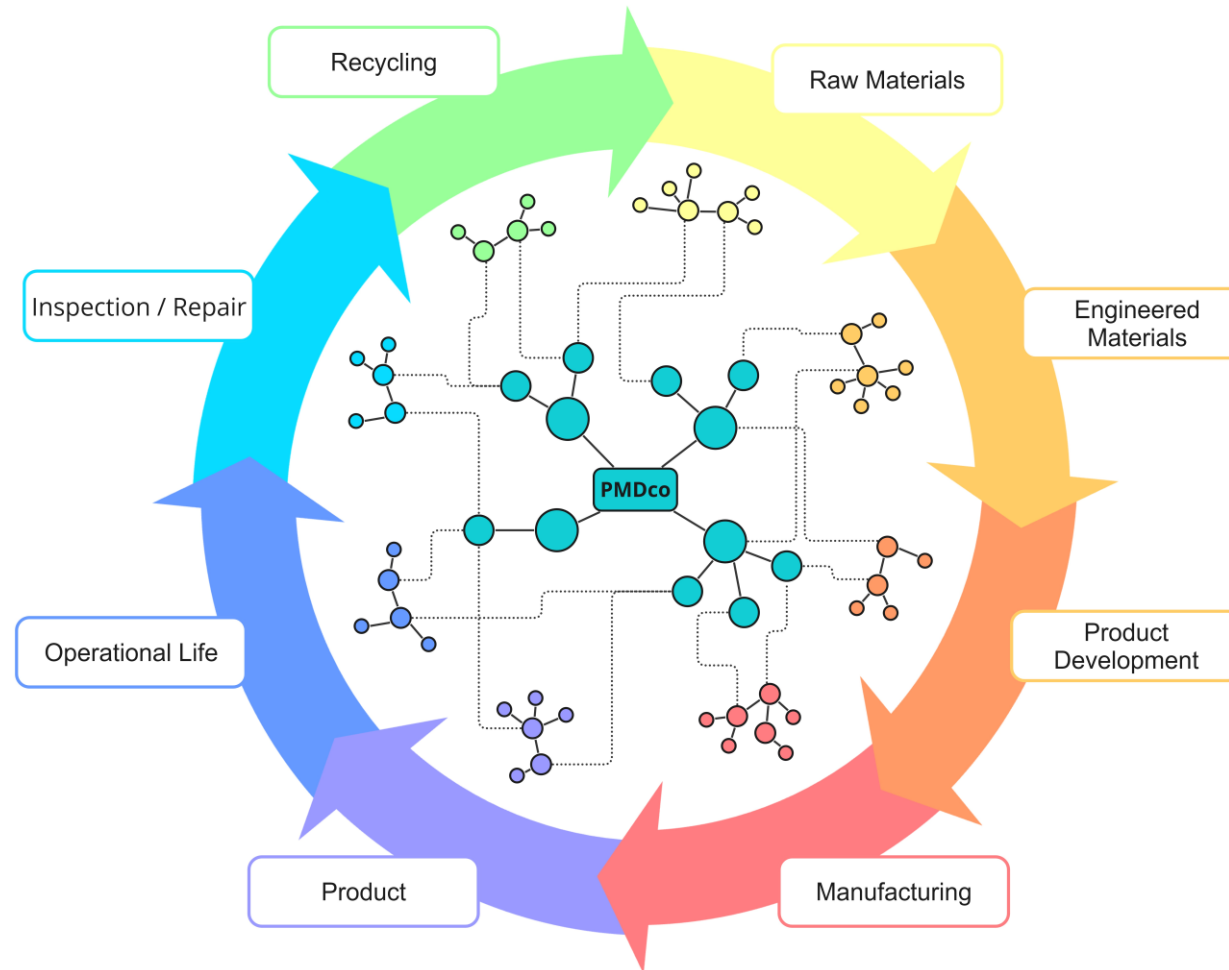 Recycling
Raw Materials
Inspection / Repair
Engineered
Materials
PMDco
Operational Life
Product
Development
Product
Manufacturing